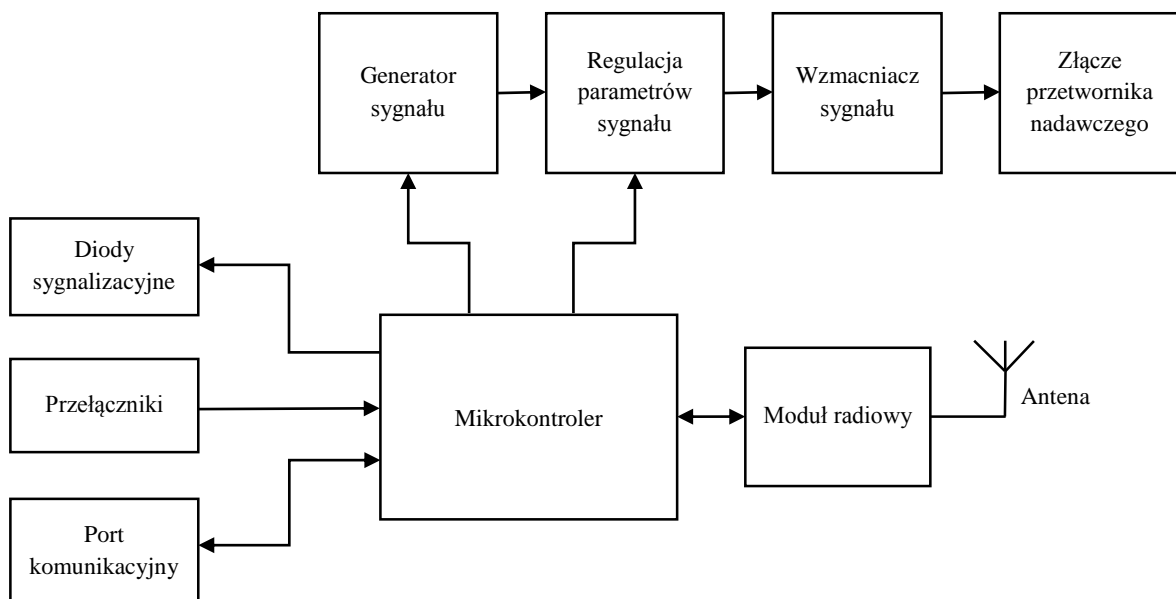 Generator
sygnału
Regulacja
parametrów
sygnału
Wzmacniacz
sygnału
Złącze
przetwornika
nadawczego
Diody
sygnalizacyjne
Przełączniki
Mikrokontroler
Moduł radiowy
Antena
Port
komunikacyjny